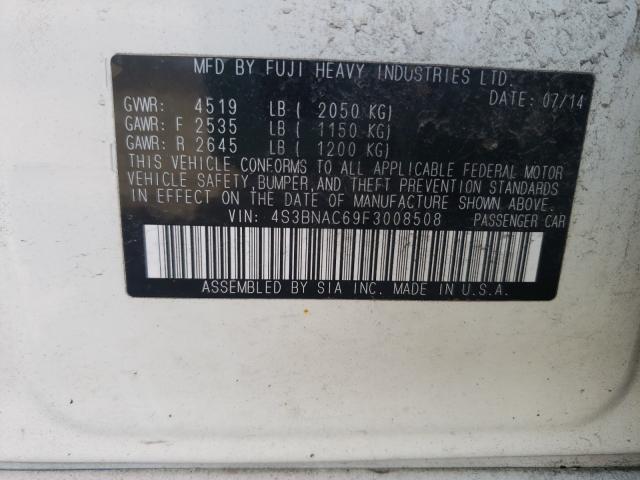 MFD BY FUJI HEAVY INDUSTRIES LTD.
DATE: 07/14
GVWR: 4519 LB ( 2050 KG)
GAWR: F 2535 LB ( 1150 KG)
GAWR: R 2645 LB ( 1200 KG)
THIS VEHICLE CONFORMS TO ALL APPLICABLE FEDERAL MOTOR
VEHICLE SAFETY, BUMPER, AND THEFT PREVENTION STANDARDS
IN EFFECT ON THE DATE OF MANUFACTURE SHOWN ABOVE.
VIN: 4S3BNAC69F3008508 PASSENGER CAR
ASSEMBLED BY SIA INC. MADE IN U.S.A.